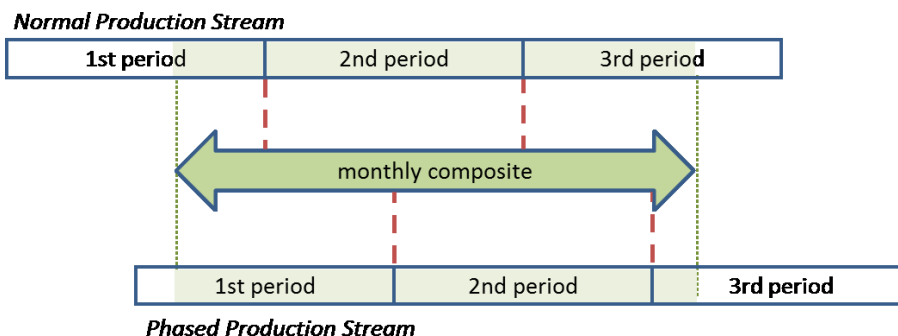 Normal Production Stream
1st period 2nd period 3rd period
monthly composite
1st period 2nd period 3rd period
Phased Production Stream